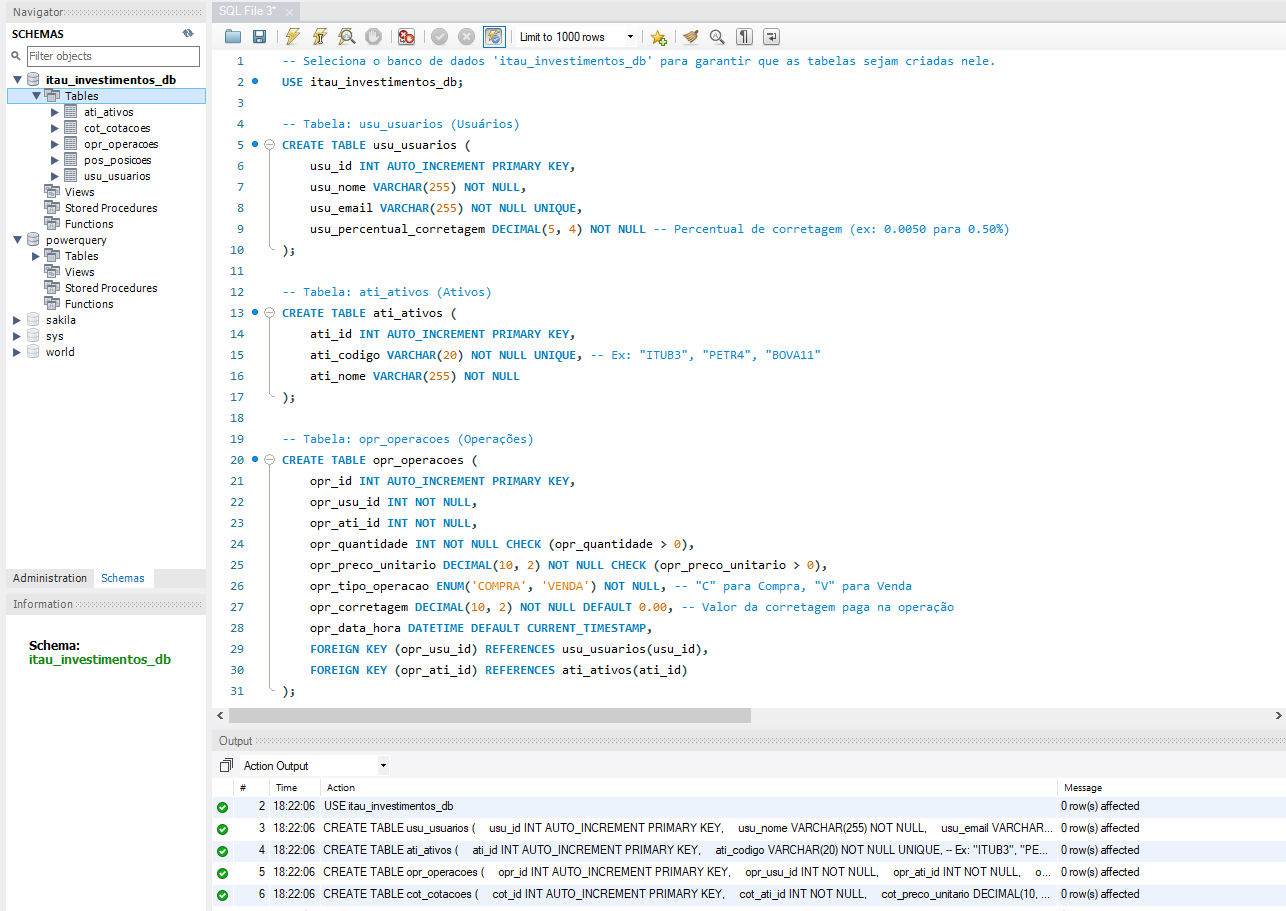 Navigator
SCHEMAS
Filter objects
itau_investimentos_db
Tables
ati_ativos
cot_cotacoes
opr_operacoes
pos_posicoes
usu_usuarios
Views
Stored Procedures
Functions
powerquery
Tables
Views
Stored Procedures
Functions
sakila
sys
world
Administration Schemas
Information
Schema:
itau_investimentos_db
SQL File 3*
Limit to 1000 rows
1 -- Seleciona o banco de dados 'itau_investimentos_db' para garantir que as tabelas sejam criadas nele.
2 USE itau_investimentos_db;
3
4 -- Tabela: usu_usuarios (Usuários)
5 CREATE TABLE usu_usuarios (
6 usu_id INT AUTO_INCREMENT PRIMARY KEY,
7 usu_nome VARCHAR(255) NOT NULL,
8 usu_email VARCHAR(255) NOT NULL UNIQUE,
9 usu_percentual_corretagem DECIMAL(5, 4) NOT NULL -- Percentual de corretagem (ex: 0.0050 para 0.50%)
10 );
11
12 -- Tabela: ati_ativos (Ativos)
13 CREATE TABLE ati_ativos (
14 ati_id INT AUTO_INCREMENT PRIMARY KEY,
15 ati_codigo VARCHAR(20) NOT NULL UNIQUE, -- Ex: "ITUB3", "PETR4", "BOVA11"
16 ati_nome VARCHAR(255) NOT NULL
17 );
18
19 -- Tabela: opr_operacoes (Operações)
20 CREATE TABLE opr_operacoes (
21 opr_id INT AUTO_INCREMENT PRIMARY KEY,
22 opr_usu_id INT NOT NULL,
23 opr_ati_id INT NOT NULL,
24 opr_quantidade INT NOT NULL CHECK (opr_quantidade > 0),
25 opr_preco_unitario DECIMAL(10, 2) NOT NULL CHECK (opr_preco_unitario > 0),
26 opr_tipo_operacao ENUM('COMPRA', 'VENDA') NOT NULL, -- "C" para Compra, "V" para Venda
27 opr_corretagem DECIMAL(10, 2) NOT NULL DEFAULT 0.00, -- Valor da corretagem paga na operação
28 opr_data_hora DATETIME DEFAULT CURRENT_TIMESTAMP,
29 FOREIGN KEY (opr_usu_id) REFERENCES usu_usuarios(usu_id),
30 FOREIGN KEY (opr_ati_id) REFERENCES ati_ativos(ati_id)
31 );
Output
Action Output
# Time Action Message
2 18:22:06 USE itau_investimentos_db 0 row(s) affected
3 18:22:06 CREATE TABLE usu_usuarios ( usu_id INT AUTO_INCREMENT PRIMARY KEY, usu_nome VARCHAR(255) NOT NULL, usu_email VARCHAR... 0 row(s) affected
4 18:22:06 CREATE TABLE ati_ativos ( ati_id INT AUTO_INCREMENT PRIMARY KEY, ati_codigo VARCHAR(20) NOT NULL UNIQUE, -- Ex: "ITUB3", "PE... 0 row(s) affected
5 18:22:06 CREATE TABLE opr_operacoes ( opr_id INT AUTO_INCREMENT PRIMARY KEY, opr_usu_id INT NOT NULL, opr_ati_id INT NOT NULL, o... 0 row(s) affected
6 18:22:06 CREATE TABLE cot_cotacoes ( cot_id INT AUTO_INCREMENT PRIMARY KEY, cot_ati_id INT NOT NULL, cot_preco_unitario DECIMAL(10, ... 0 row(s) affected